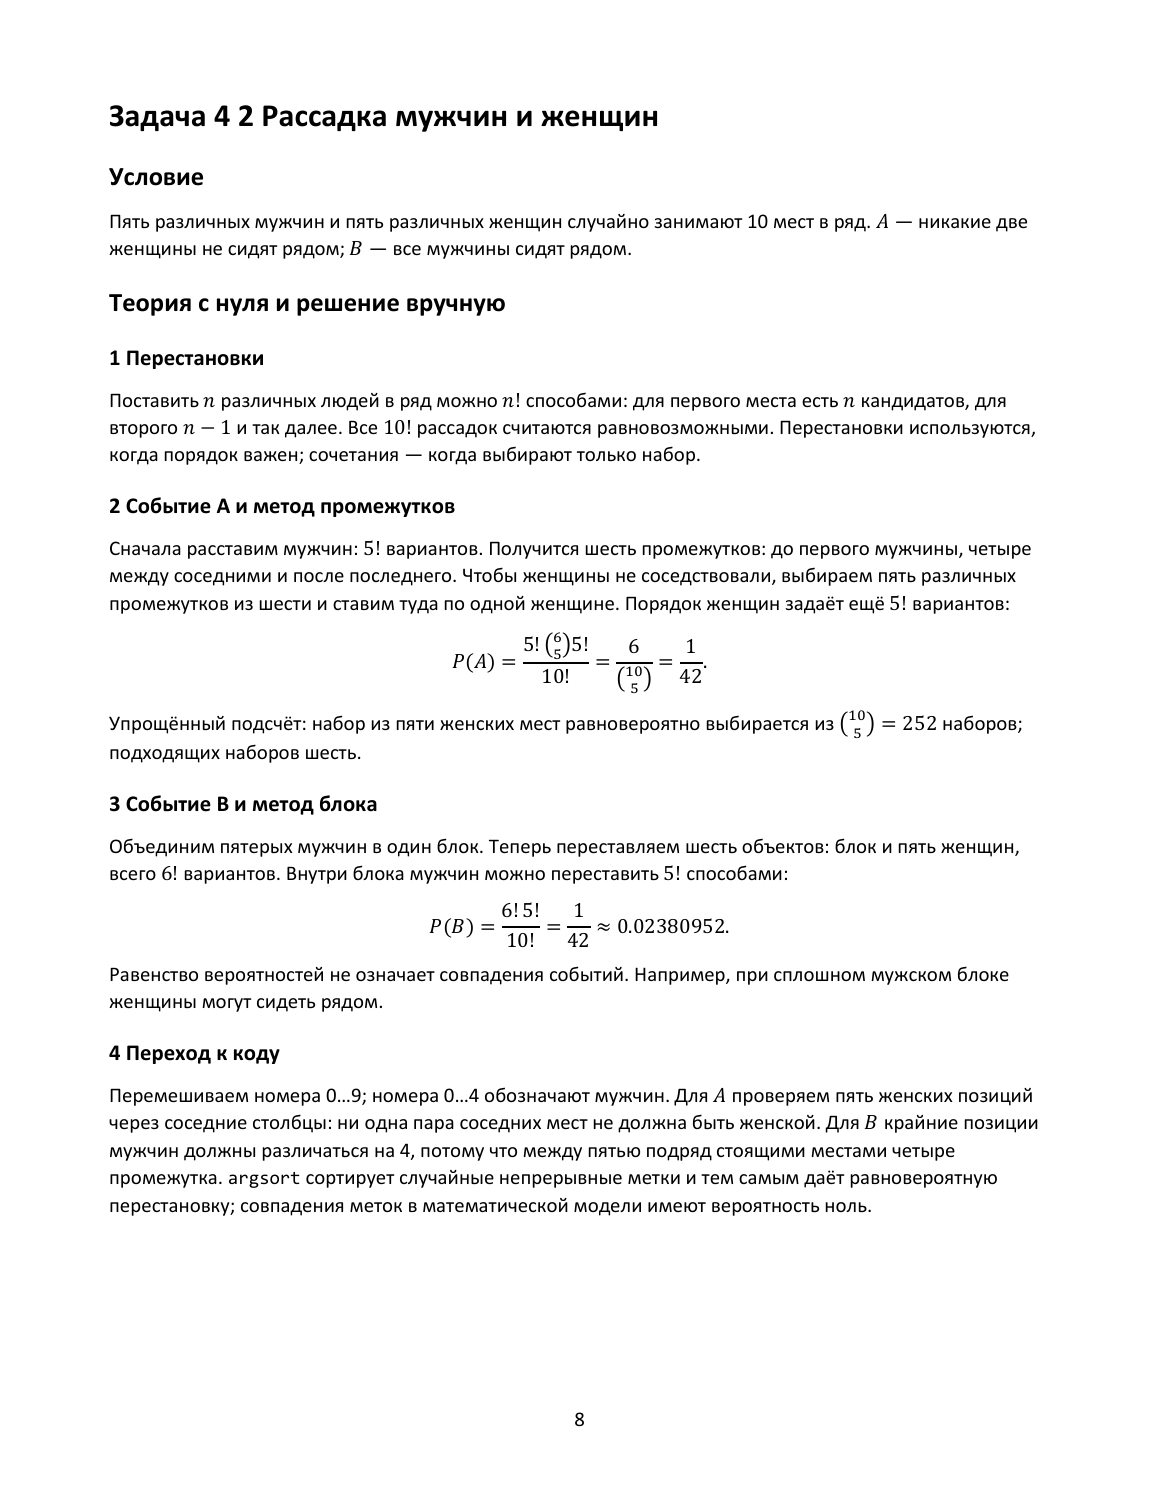 Задача 4 2 Рассадка мужчин и женщин
Условие
Пять различных мужчин и пять различных женщин случайно занимают 10 мест в ряд. A — никакие две
женщины не сидят рядом; B — все мужчины сидят рядом.
Теория с нуля и решение вручную
1 Перестановки
Поставить n различных людей в ряд можно n! способами: для первого места есть n кандидатов, для
второго n − 1 и так далее. Все 10! рассадок считаются равновозможными. Перестановки используются,
когда порядок важен; сочетания — когда выбирают только набор.
2 Событие A и метод промежутков
Сначала расставим мужчин: 5! вариантов. Получится шесть промежутков: до первого мужчины, четыре
между соседними и после последнего. Чтобы женщины не соседствовали, выбираем пять различных
промежутков из шести и ставим туда по одной женщине. Порядок женщин задаёт ещё 5! вариантов:
P(A) = \frac{5! \binom{6}{5} 5!}{10!} = \frac{6}{\binom{10}{5}} = \frac{1}{42}.
Упрощённый подсчёт: набор из пяти женских мест равновероятно выбирается из \binom{10}{5} = 252 наборов;
подходящих наборов шесть.
3 Событие B и метод блока
Объединим пятерых мужчин в один блок. Теперь переставляем шесть объектов: блок и пять женщин,
всего 6! вариантов. Внутри блока мужчин можно переставить 5! способами:
P(B) = \frac{6! 5!}{10!} = \frac{1}{42} ≈ 0.02380952.
Равенство вероятностей не означает совпадения событий. Например, при сплошном мужском блоке
женщины могут сидеть рядом.
4 Переход к коду
Перемешиваем номера 0…9; номера 0…4 обозначают мужчин. Для A проверяем пять женских позиций
через соседние столбцы: ни одна пара соседних мест не должна быть женской. Для B крайние позиции
мужчин должны различаться на 4, потому что между пятью подряд стоящими местами четыре
промежутка. argsort сортирует случайные непрерывные метки и тем самым даёт равновероятную
перестановку; совпадения меток в математической модели имеют вероятность ноль.
8